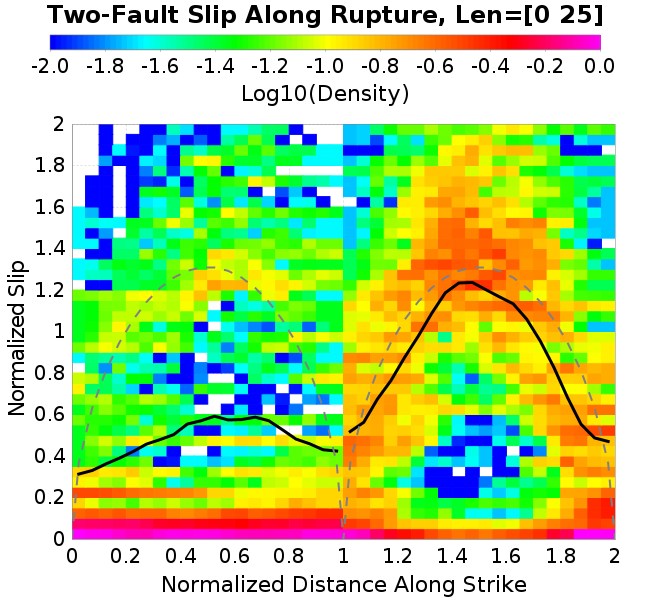 Two-Fault Slip Along Rupture, Len=[0 25]
-2.0 -1.8 -1.6 -1.4 -1.2 -1.0 -0.8 -0.6 -0.4 -0.2 0.0
Log10(Density)
2
1.8
1.6
1.4
1.2
1
0.8
0.6
0.4
0.2
0
Normalized Slip
0 0.2 0.4 0.6 0.8 1 1.2 1.4 1.6 1.8 2
Normalized Distance Along Strike